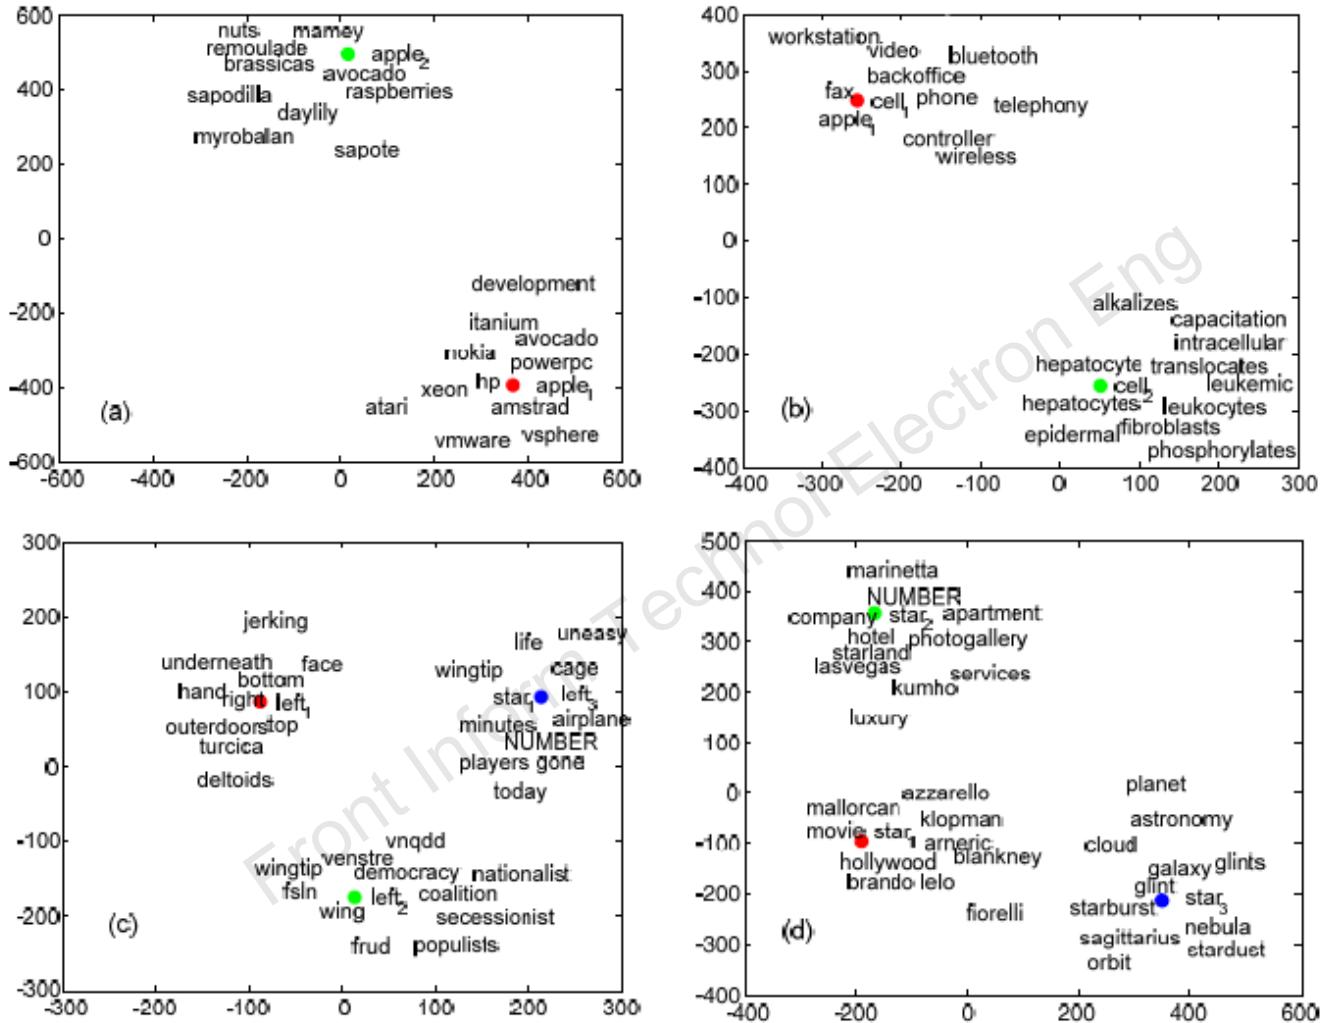 600
400
200
0
-200
-400
-600
-600
-400
-200
0
200
400
600
nuts
mamey
remoulade
apple2
brassicas
avocado
sapodilla
raspberries
daylily
myrobalan
sapote
development
itanium
avocado
nokia
powerpc
hp
apple1
xeon
atari
amstrad
vmware
vsphere
(a)
400
300
200
100
0
-100
-200
-300
-400
-400
-300
-200
-100
0
100
200
300
workstation
video
bluetooth
backoffice
fax
cell1
phone
telephony
apple1
controller
wireless
alkalizes
capacitation
intracellular
hepatocyte
translocates
cell2
leukemic
hepatocytes
leukocytes
epidermal
fibroblasts
phosphorylates
(b)
300
200
100
0
-100
-200
-300
-300
-200
-100
0
100
200
300
jerking
underneath
face
bottom
hand
right
left1
outerdoors
top
turcica
deltoids
life
uneasy
wingtip
cage
star1
left3
minutes
airplane
NUMBER
players
gone
today
vnqdd
venstre
wingtip
democracy
nationalist
fsln
left2
coalition
wing
secessionist
frud
populists
(c)
500
400
300
200
100
0
-100
-200
-300
-400
-400
-200
0
200
400
600
marinetta
NUMBER
company
star2
apartment
hotel
photogallery
starland
lasvegas
services
kumho
luxury
azzarello
mallorcan
klopman
movie
star1
arneric
hollywood
blankney
brando
lelo
fiorelli
planet
astronomy
cloud
galaxy
glints
glint
star3
starburst
nebula
sagittarius
stardust
orbit
(d)
Front Inform Technol Electron Eng